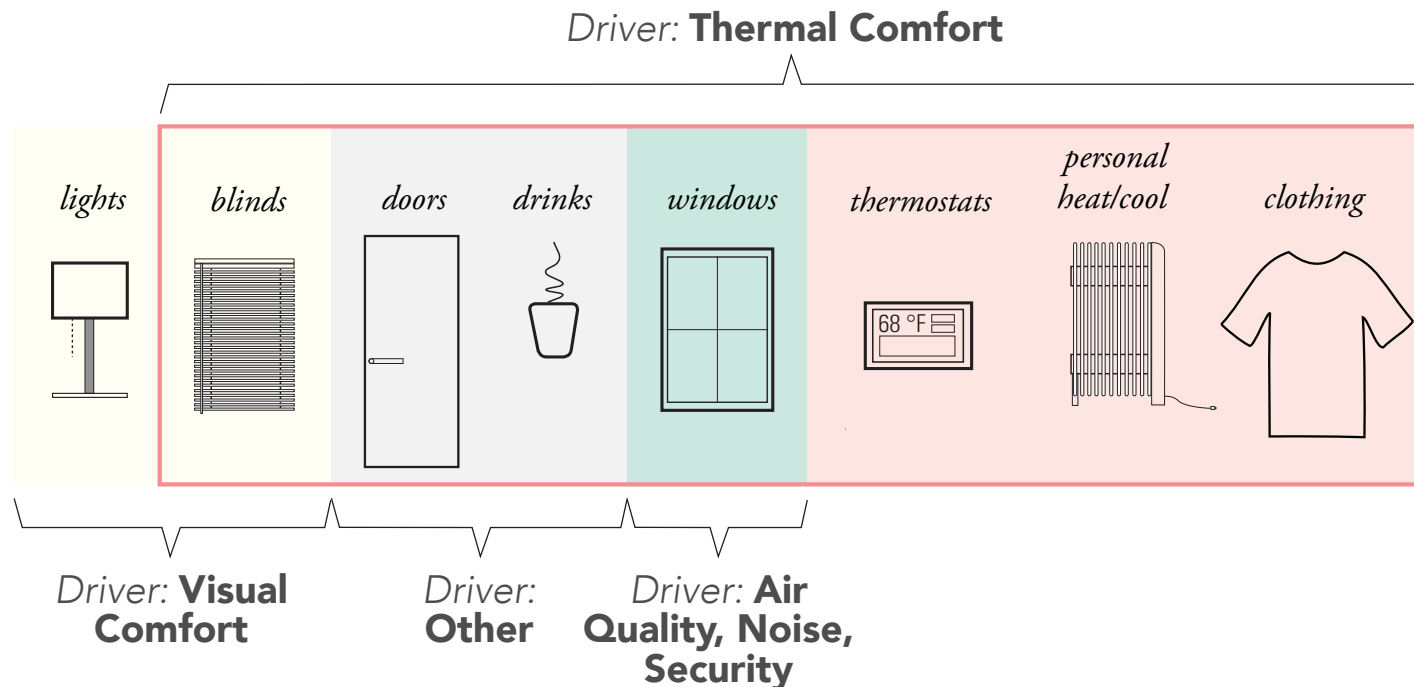 Driver: Thermal Comfort
lights
blinds
doors
drinks
windows
thermostats
personal
heat/cool
clothing
68 °F
Driver: Visual
Comfort
Driver:
Other
Driver: Air
Quality, Noise,
Security